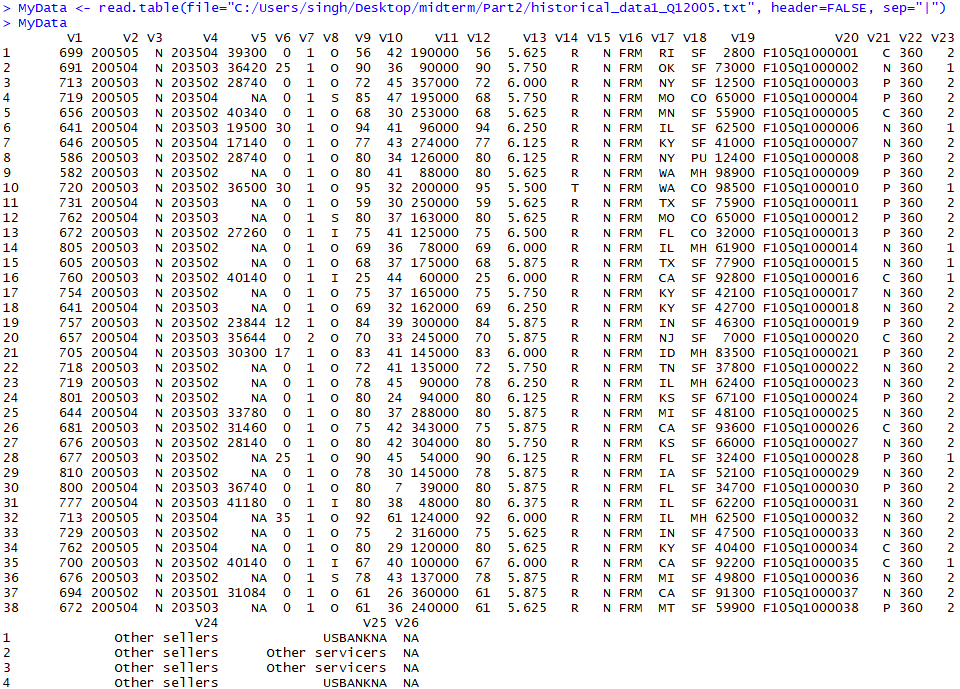 > MyData <- read.table(file="C:/Users/singh/Desktop/midterm/Part2/historical_data1_Q12005.txt", header=FALSE, sep="|")
> MyData
V1 V2 V3 V4 V5 V6 V7 V8 V9 V10 V11 V12 V13 V14 V15 V16 V17 V18 V19 V20 V21 V22 V23
1 699 200505 N 203504 39300 0 1 O 56 42 190000 56 5.625 R N FRM RI SF 2800 F105Q1000001 C 360 2
2 691 200504 N 203503 36420 25 1 O 90 36 90000 90 5.750 R N FRM OK SF 73000 F105Q1000002 N 360 1
3 713 200503 N 203502 28740 0 1 O 72 45 357000 72 6.000 R N FRM NY SF 12500 F105Q1000003 P 360 2
4 719 200505 N 203504 NA 0 1 S 85 47 195000 68 5.750 R N FRM MO CO 65000 F105Q1000004 P 360 2
5 656 200503 N 203502 40340 0 1 O 68 30 253000 68 5.625 R N FRM MN SF 55900 F105Q1000005 C 360 2
6 641 200504 N 203503 19500 30 1 O 94 41 96000 94 6.250 R N FRM IL SF 62500 F105Q1000006 N 360 1
7 646 200505 N 203504 17140 0 1 O 77 43 274000 77 6.125 R N FRM KY SF 41000 F105Q1000007 N 360 2
8 586 200503 N 203502 28740 0 1 O 80 34 126000 80 6.125 R N FRM NY PU 12400 F105Q1000008 P 360 2
9 582 200503 N 203502 NA 0 1 O 80 41 88000 80 5.625 R N FRM WA MH 98900 F105Q1000009 P 360 2
10 720 200503 N 203502 36500 30 1 O 95 32 200000 95 5.500 T N FRM WA CO 98500 F105Q1000010 P 360 1
11 731 200504 N 203503 NA 0 1 O 59 30 250000 59 5.625 R N FRM TX SF 75900 F105Q1000011 P 360 2
12 762 200504 N 203503 NA 0 1 S 80 37 163000 80 5.625 R N FRM MO CO 65000 F105Q1000012 P 360 2
13 672 200503 N 203502 27260 0 1 I 75 41 125000 75 6.500 R N FRM FL CO 32000 F105Q1000013 P 360 2
14 805 200503 N 203502 NA 0 1 O 69 36 78000 69 6.000 R N FRM IL MH 61900 F105Q1000014 N 360 1
15 605 200503 N 203502 NA 0 1 O 68 37 175000 68 5.875 R N FRM TX SF 77900 F105Q1000015 N 360 1
16 760 200503 N 203502 40140 0 1 I 25 44 60000 25 6.000 R N FRM CA SF 92800 F105Q1000016 C 360 1
17 754 200503 N 203502 NA 0 1 O 75 37 165000 75 5.750 R N FRM KY SF 42100 F105Q1000017 N 360 2
18 641 200504 N 203503 NA 0 1 O 69 32 162000 69 6.250 R N FRM KY SF 42700 F105Q1000018 N 360 2
19 757 200503 N 203502 23844 12 1 O 84 39 300000 84 5.875 R N FRM IN SF 46300 F105Q1000019 P 360 2
20 657 200504 N 203503 35644 0 2 O 70 33 245000 70 5.875 R N FRM NJ SF 7000 F105Q1000020 C 360 2
21 705 200504 N 203503 30300 17 1 O 83 41 145000 83 6.000 R N FRM ID MH 83500 F105Q1000021 P 360 2
22 718 200503 N 203502 NA 0 1 O 72 41 135000 72 5.750 R N FRM TN SF 37800 F105Q1000022 N 360 2
23 719 200503 N 203502 NA 0 1 O 78 45 90000 78 6.250 R N FRM IL MH 62400 F105Q1000023 N 360 2
24 801 200503 N 203502 NA 0 1 O 80 24 94000 80 6.125 R N FRM KS SF 67100 F105Q1000024 P 360 2
25 644 200504 N 203503 33780 0 1 O 80 37 288000 80 5.875 R N FRM MI SF 48100 F105Q1000025 N 360 2
26 681 200503 N 203502 31460 0 1 O 75 42 343000 75 5.875 R N FRM CA SF 93600 F105Q1000026 C 360 2
27 676 200503 N 203502 28140 0 1 O 80 42 304000 80 5.750 R N FRM KS SF 66000 F105Q1000027 N 360 2
28 677 200503 N 203502 NA 25 1 O 90 45 54000 90 6.125 R N FRM FL SF 32400 F105Q1000028 P 360 1
29 810 200503 N 203502 NA 0 1 O 78 30 145000 78 5.875 R N FRM IA SF 52100 F105Q1000029 N 360 2
30 800 200504 N 203503 36740 0 1 O 80 7 39000 80 5.875 R N FRM FL SF 34700 F105Q1000030 P 360 2
31 777 200504 N 203503 41180 0 1 I 80 38 48000 80 6.375 R N FRM IL SF 62200 F105Q1000031 N 360 2
32 713 200505 N 203504 NA 35 1 O 92 61 124000 92 6.000 R N FRM IL MH 62500 F105Q1000032 N 360 2
33 729 200503 N 203502 NA 0 1 O 75 2 316000 75 5.625 R N FRM IN SF 47500 F105Q1000033 N 360 2
34 762 200505 N 203504 NA 0 1 O 80 29 120000 80 5.625 R N FRM KY SF 40400 F105Q1000034 C 360 2
35 700 200503 N 203502 40140 0 1 I 67 40 100000 67 6.000 R N FRM CA SF 92200 F105Q1000035 C 360 1
36 676 200503 N 203502 NA 0 1 S 78 43 137000 78 5.875 R N FRM MI SF 49800 F105Q1000036 N 360 2
37 694 200502 N 203501 31084 0 1 O 61 26 360000 61 5.875 R N FRM CA SF 91300 F105Q1000037 N 360 2
38 672 200504 N 203503 NA 0 1 O 61 36 240000 61 5.625 R N FRM MT SF 59900 F105Q1000038 P 360 2
V24 V25 V26
1 Other sellers USBANKNA NA
2 Other sellers Other servicers NA
3 Other sellers Other servicers NA
4 Other sellers USBANKNA NA